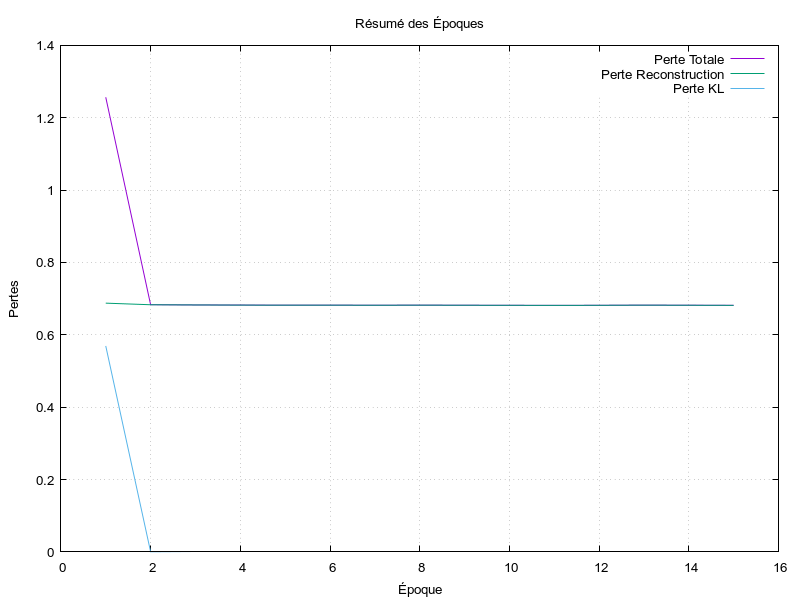 Résumé des Époques
Perte Totale
Perte Reconstruction
Perte KL
Pertes
1.4
1.2
1
0.8
0.6
0.4
0.2
0
0 2 4 6 8 10 12 14 16
Époque